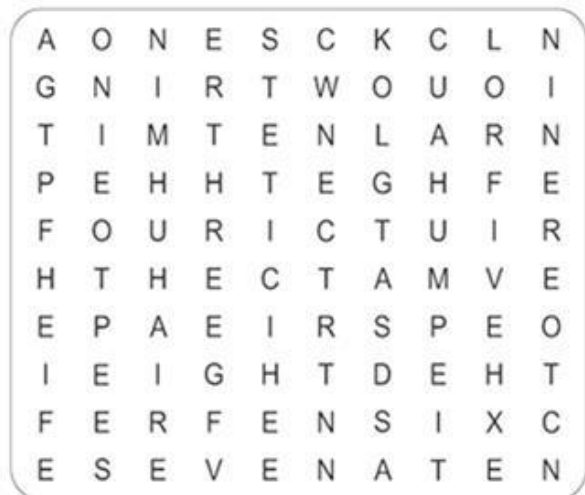 A O N E S C K C L N
G N I R T W O U O I
T I M T E N L A R N
P E H H T E G H F E
F O U R I C T U I R
H T H E C T A M V E
E P A E I R S P E O
I E I G H T D E H T
F E R F E N S I X C
E S E V E N A T E N